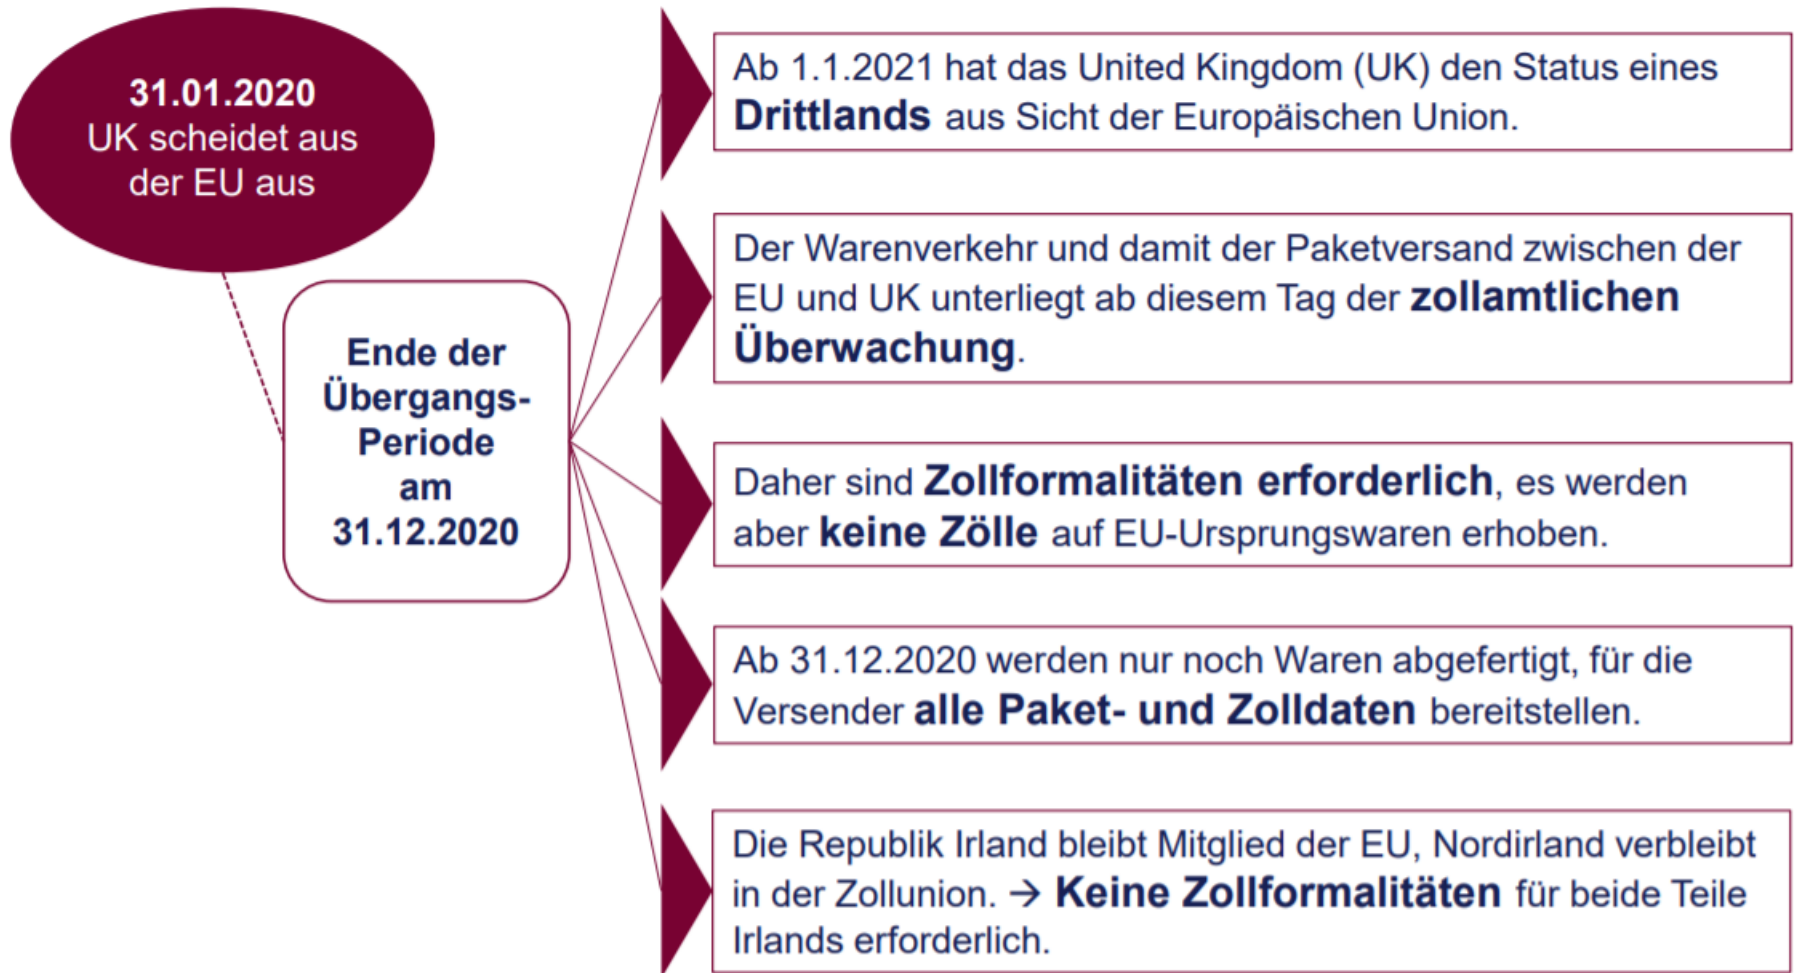 31.01.2020
UK scheidet aus
der EU aus
Ende der
Übergangs-
Periode
am
31.12.2020
Ab 1.1.2021 hat das United Kingdom (UK) den Status eines
Drittlands aus Sicht der Europäischen Union.
Der Warenverkehr und damit der Paketversand zwischen der
EU und UK unterliegt ab diesem Tag der zollamtlichen
Überwachung.
Daher sind Zollformalitäten erforderlich, es werden
aber keine Zölle auf EU-Ursprungswaren erhoben.
Ab 31.12.2020 werden nur noch Waren abgefertigt, für die
Versender alle Paket- und Zolldaten bereitstellen.
Die Republik Irland bleibt Mitglied der EU, Nordirland verbleibt
in der Zollunion. → Keine Zollformalitäten für beide Teile
Irlands erforderlich.